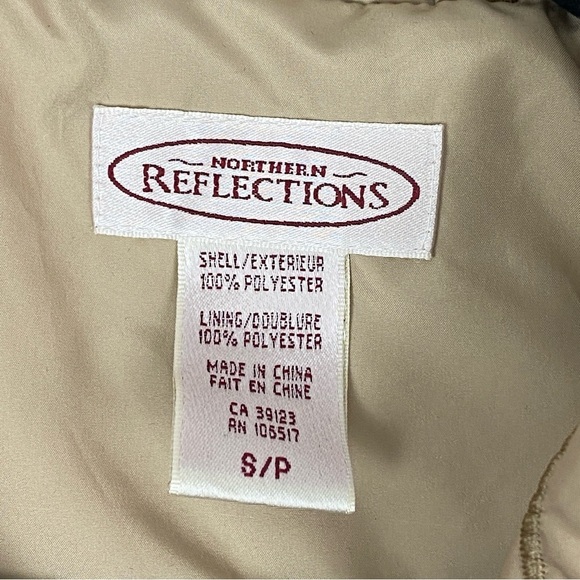 NORTHERN
REFLECTIONS
SHELL/EXTERIEUR
100% POLYESTER
LINING/DOUBLURE
100% POLYESTER
MADE IN CHINA
FAIT EN CHINE
CA 39123
RN 106517
S/P